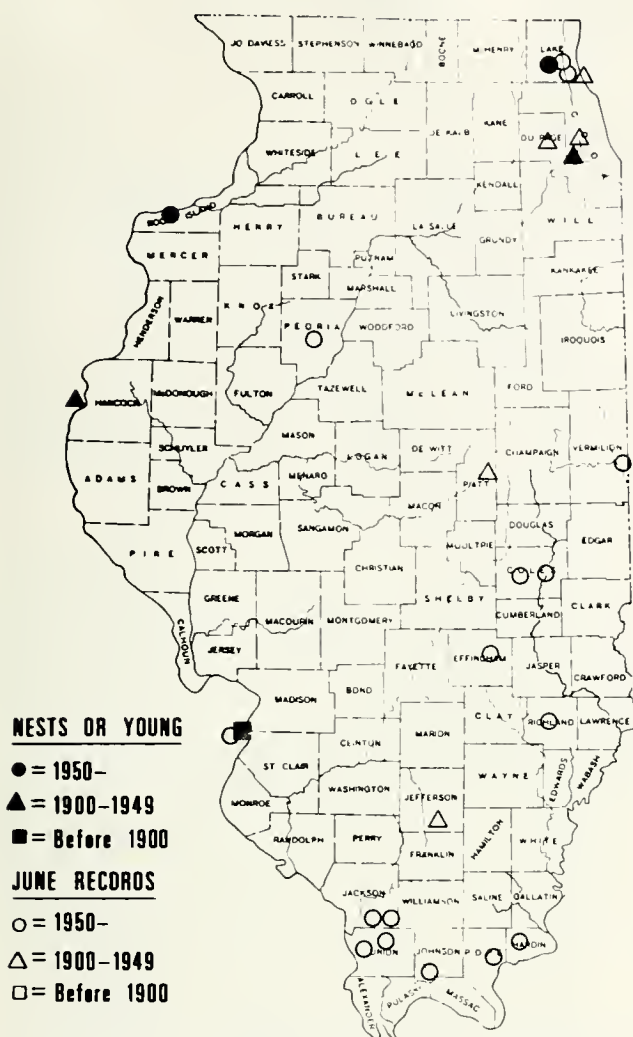 JO DAVIESS STEPHENSON WINNEBAGO BOONE McHENRY LAKE
CARROLL OGLE DE KALB KANE DU PAGE
WHITESIDE LEE KENDALL WILL
ROCK ISLAND HENRY BUREAU LA SALLE GRUNDY
MERCER PUTNAM KANKAKEE
STARK MARSHALL
HENDERSON WARREN KNOX PEORIA WOODFORD LIVINGSTON IROQUOIS
HANCOCK McDONOUGH FULTON TAZEWELL McLEAN FORD
MASON
SCHUYLER LOGAN DE WITT CHAMPAIGN VERMILION
ADAMS BROWN CASS MENARD PIATT
MACON
MORGAN SANGAMON DOUGLAS EDGAR
PIKE SCOTT MOULTRIE
CHRISTIAN COLES
GREENE SHELBY CLARK
CALHOUN MACOUPIN MONTGOMERY CUMBERLAND
JERSEY FAYETTE EFFINGHAM JASPER CRAWFORD
MADISON BOND
CLAY RICHLAND LAWRENCE
MARION
CLINTON
ST CLAIR WAYNE EDWARDS WABASH
MONROE WASHINGTON JEFFERSON
RANDOLPH PERRY HAMILTON WHITE
FRANKLIN
JACKSON WILLIAMSON SALINE GALLATIN
UNION JOHNSON POPE HARDIN
ALEXANDER PULASKI MASSAC
NESTS OR YOUNG
● = 1950-
▲ = 1900-1949
■ = Before 1900
JUNE RECORDS
○ = 1950-
△ = 1900-1949
□ = Before 1900